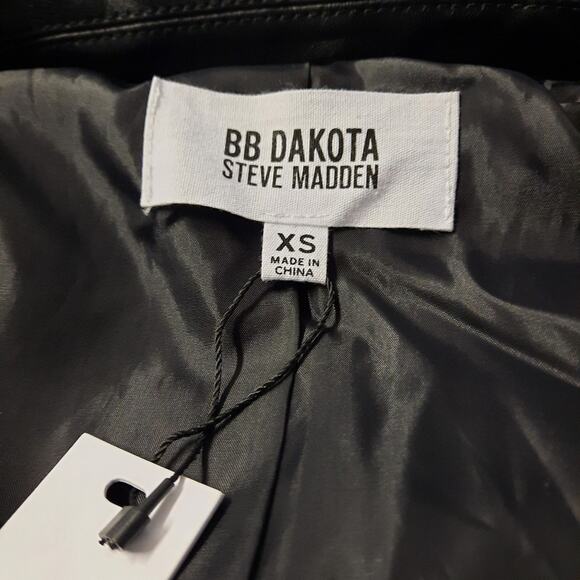 BB DAKOTA
STEVE MADDEN
XS
MADE IN
CHINA